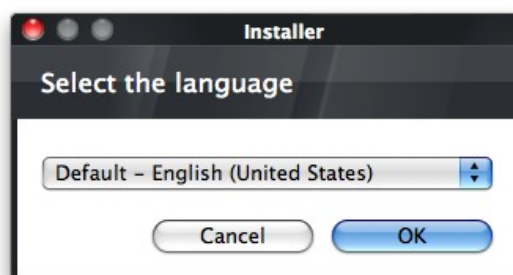 Installer
Select the language
Default – English (United States)
Cancel
OK